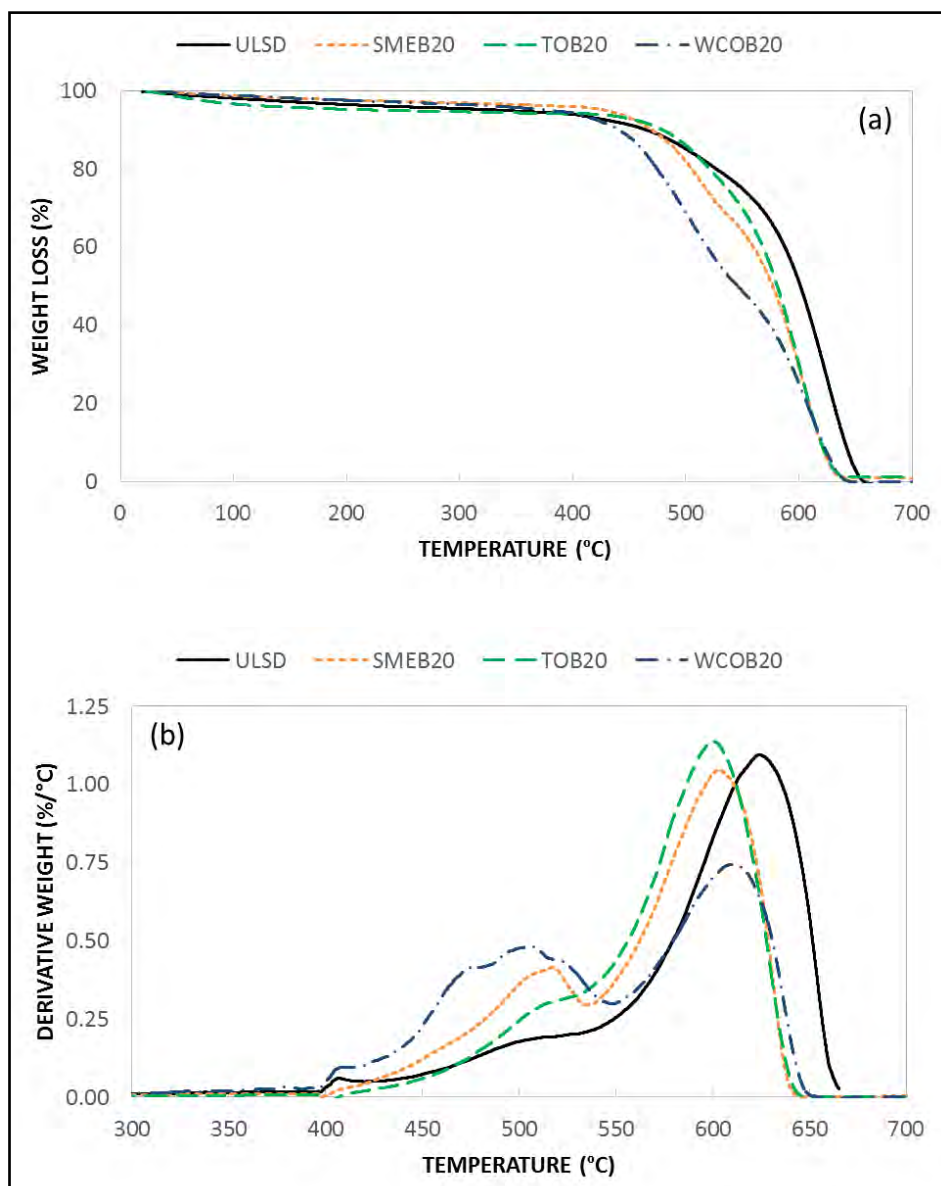 ULSD SMEB20 TOB20 WCOB20
(a)
WEIGHT LOSS (%)
100
80
60
40
20
0
0 100 200 300 400 500 600 700
TEMPERATURE (°C)
ULSD SMEB20 TOB20 WCOB20
(b)
DERIVATIVE WEIGHT (%/°C)
1.25
1.00
0.75
0.50
0.25
0.00
300 350 400 450 500 550 600 650 700
TEMPERATURE (°C)